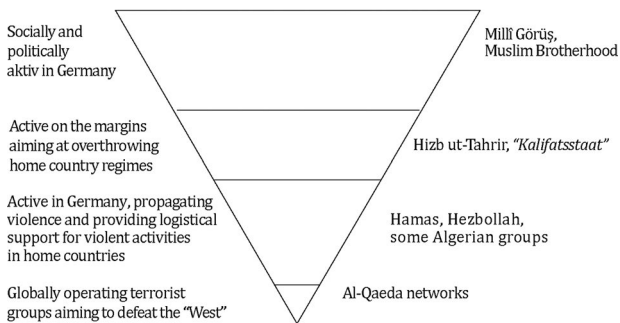 Socially and
politically
aktiv in Germany
Millî Görüş,
Muslim Brotherhood
Active on the margins
aiming at overthrowing
home country regimes
Hizb ut-Tahrir, “Kalifatsstaat”
Active in Germany, propagating
violence and providing logistical
support for violent activities
in home countries
Hamas, Hezbollah,
some Algerian groups
Globally operating terrorist
groups aiming to defeat the “West”
Al-Qaeda networks